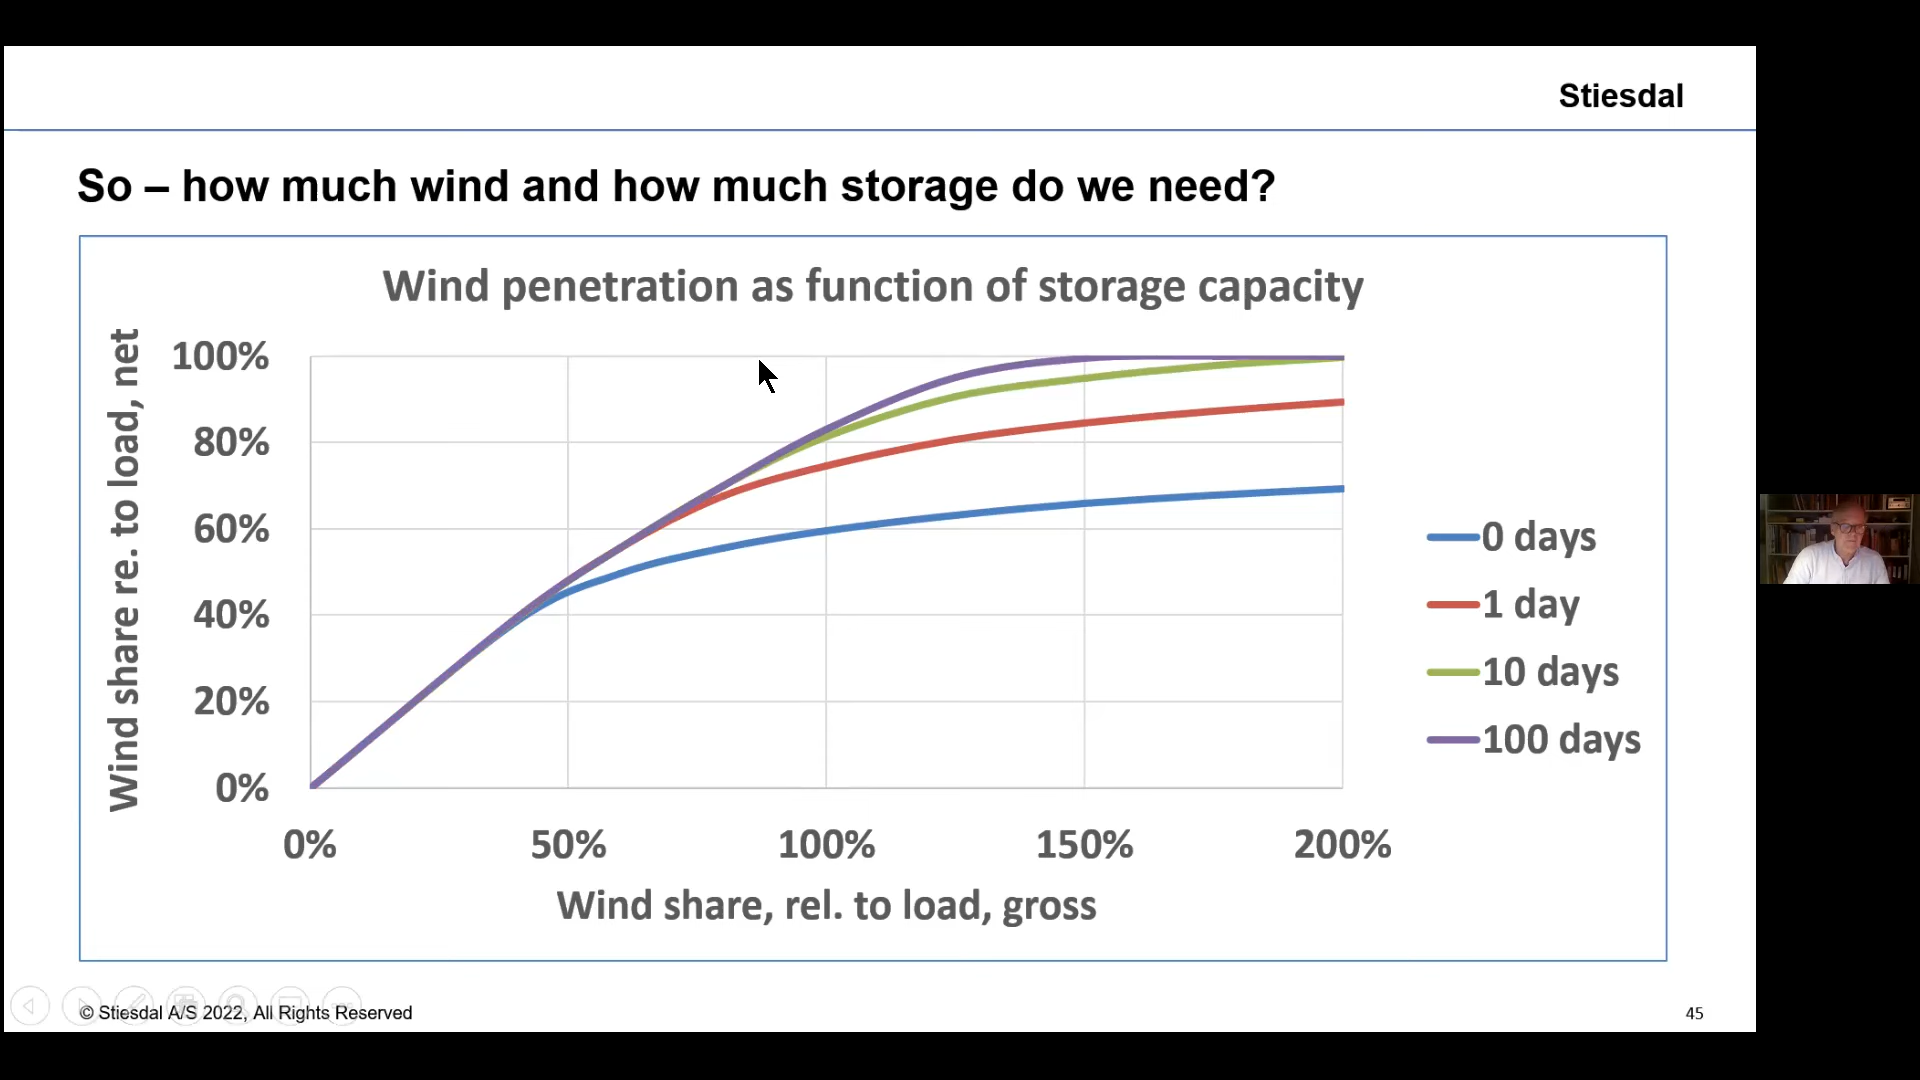 Stiesdal
So – how much wind and how much storage do we need?
Wind penetration as function of storage capacity
Wind share re. to load, net
100%
80%
60%
40%
20%
0%
0%
50%
100%
150%
200%
Wind share, rel. to load, gross
0 days
1 day
10 days
100 days
© Stiesdal A/S 2022, All Rights Reserved
45